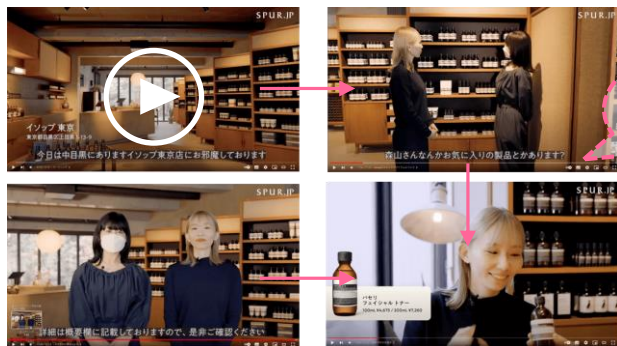 SPUR.JP
イソップ 東京
今日は中目黒にありますイソップ東京店にお邪魔しております
SPUR.JP
森山さんなんかお気に入りの製品とかあります?
SPUR.JP
詳細は概要欄に記載しておりますので、是非ご確認ください
SPUR.JP
パセリ
フェイシャル トナー